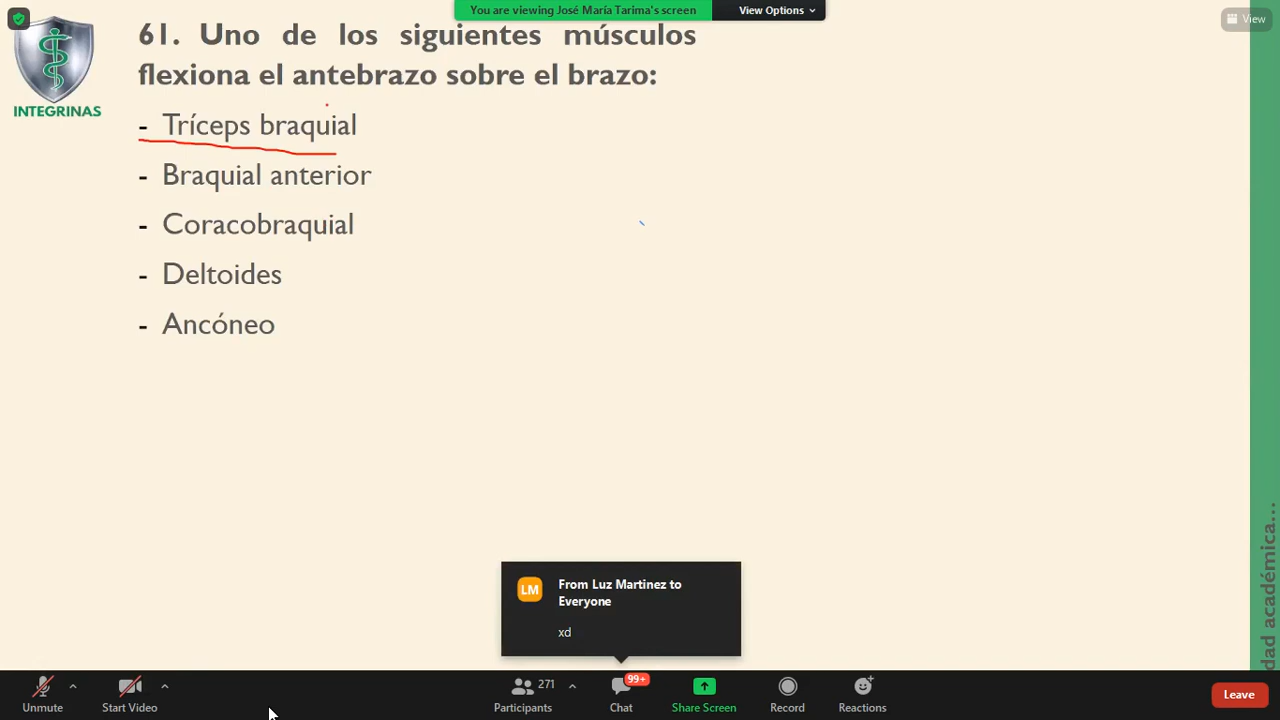 You are viewing José María Tarima's screen
View Options
View
61. Uno de los siguientes músculos
flexiona el antebrazo sobre el brazo:
INTEGRINAS
- Tríceps braquial
- Braquial anterior
- Coracobraquial
- Deltoides
- Ancóneo
dad académica...
LM
From Luz Martinez to
Everyone
xd
271
99+
Unmute
Start Video
Participants
Chat
Share Screen
Record
Reactions
Leave